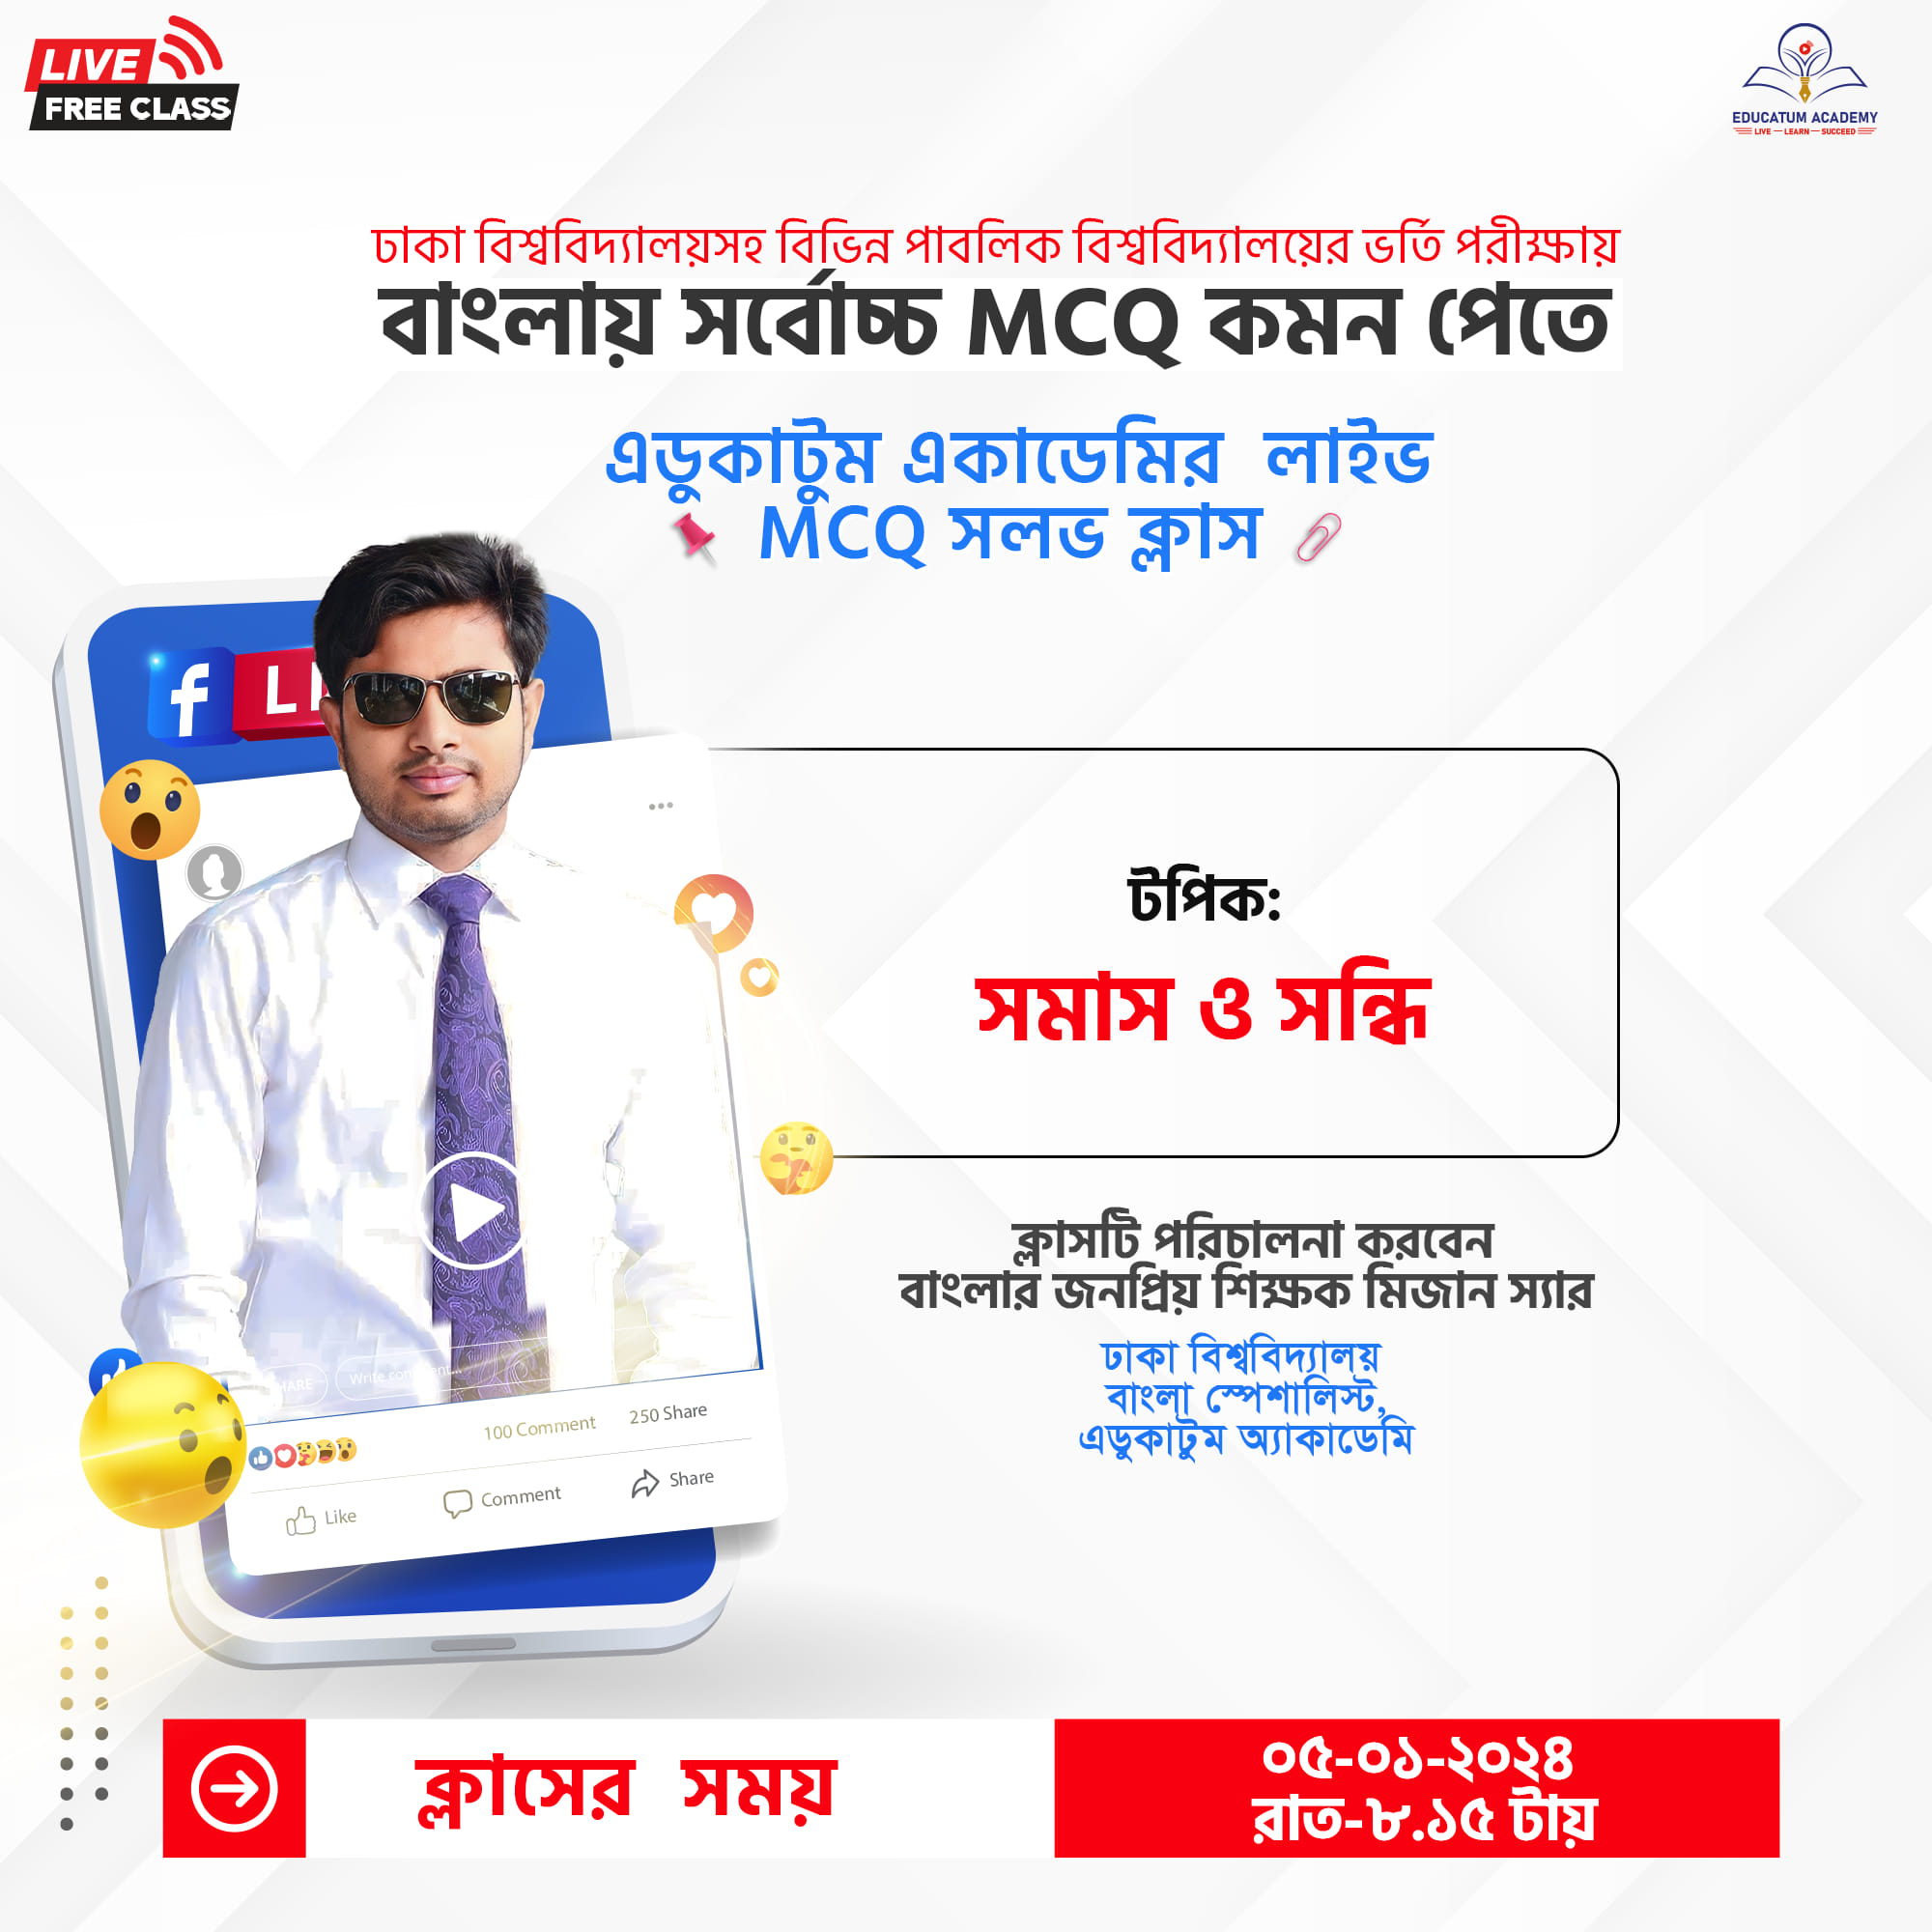 LIVE
FREE CLASS
EDUCATUM ACADEMY
LIVE — LEARN — SUCCEED
ঢাকা বিশ্ববিদ্যালয়সহ বিভিন্ন পাবলিক বিশ্ববিদ্যালয়ের ভর্তি পরীক্ষায়
বাংলায় সর্বোচ্চ MCQ কমন পেতে
এডুকাটুম একাডেমির লাইভ
MCQ সলভ ক্লাস
f LI
টপিক:
সমাস ও সন্ধি
ক্লাসটি পরিচালনা করবেন
বাংলার জনপ্রিয় শিক্ষক মিজান স্যার
ঢাকা বিশ্ববিদ্যালয়
বাংলা স্পেশালিস্ট,
এডুকাটুম অ্যাকাডেমি
100 Comment 250 Share
Like Comment Share
ক্লাসের সময়
০৫-০১-২০২৪
রাত-৮.১৫ টায়